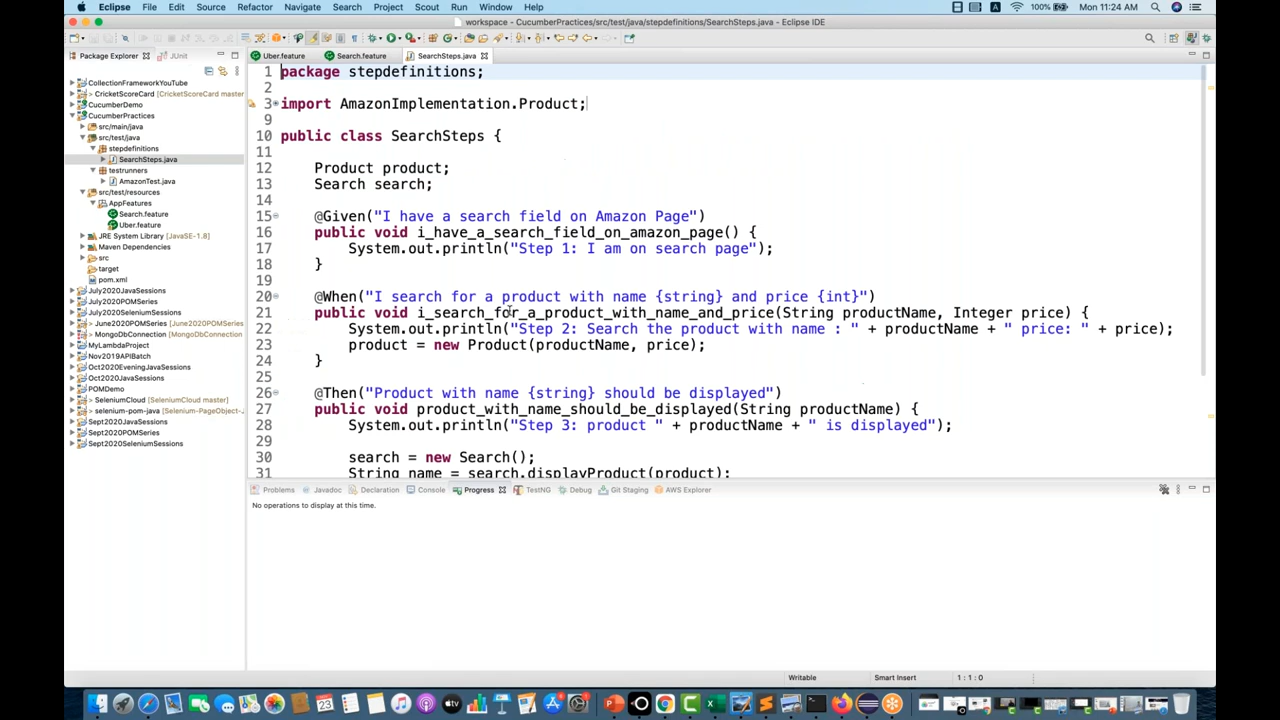 Eclipse File Edit Source Refactor Navigate Search Project Scout Run Window Help 100% Mon 11:24 AM
workspace - CucumberPractices/src/test/java/stepdefinitions/SearchSteps.java - Eclipse IDE
Package Explorer JUnit
Uber.feature Search.feature SearchSteps.java
CollectionFrameworkYouTube
> CricketScoreCard master
CucumberDemo
CucumberPractices
src/main/java
src/test/java
stepdefinitions
SearchSteps.java
testrunners
AmazonTest.java
src/test/resources
AppFeatures
Search.feature
Uber.feature
JRE System Library [JavaSE-1.8]
Maven Dependencies
src
target
pom.xml
July2020JavaSessions
July2020POMSeries
> June2020POMSeries [June2020POMSeries
> MongoDbConnection [MongoDbConnection
MyLambdaProject
Nov2019APIBatch
Oct2020EveningJavaSessions
Oct2020JavaSessions
POMDemo
> SeleniumCloud [SeleniumCloud master]
> selenium-pom-java [Selenium-PageObject-
Sept2020JavaSessions
Sept2020POMSeries
Sept2020SeleniumSessions
1 package stepdefinitions;
2
3 import AmazonImplementation.Product;
9
10 public class SearchSteps {
11
12 Product product;
13 Search search;
14
15 @Given("I have a search field on Amazon Page")
16 public void i_have_a_search_field_on_amazon_page() {
17 System.out.println("Step 1: I am on search page");
18 }
19
20 @When("I search for a product with name {string} and price {int}")
21 public void i_search_for_a_product_with_name_and_price(String productName, Integer price) {
22 System.out.println("Step 2: Search the product with name : " + productName + " price: " + price);
23 product = new Product(productName, price);
24 }
25
26 @Then("Product with name {string} should be displayed")
27 public void product_with_name_should_be_displayed(String productName) {
28 System.out.println("Step 3: product " + productName + " is displayed");
29
30 search = new Search();
31 String name = search.displayProduct(product);
Problems Javadoc Declaration Console Progress TestNG Debug Git Staging AWS Explorer
No operations to display at this time.
Writable Smart Insert 1:1:0